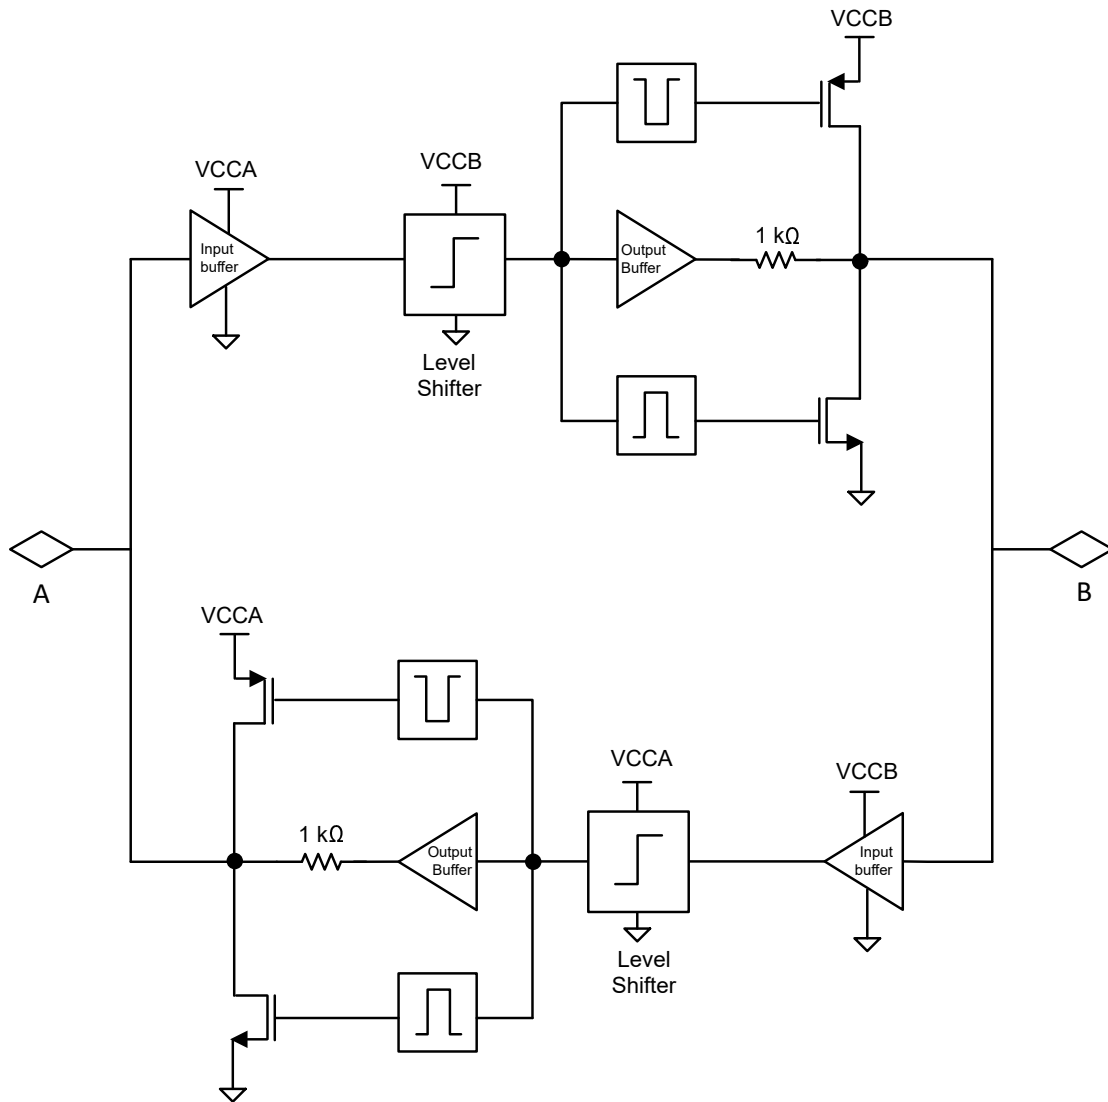 VCCB
VCCA
VCCB
Input
buffer
Output
Buffer
1 kΩ
Level
Shifter
A
B
VCCA
VCCA
VCCB
1 kΩ
Output
Buffer
Input
buffer
Level
Shifter